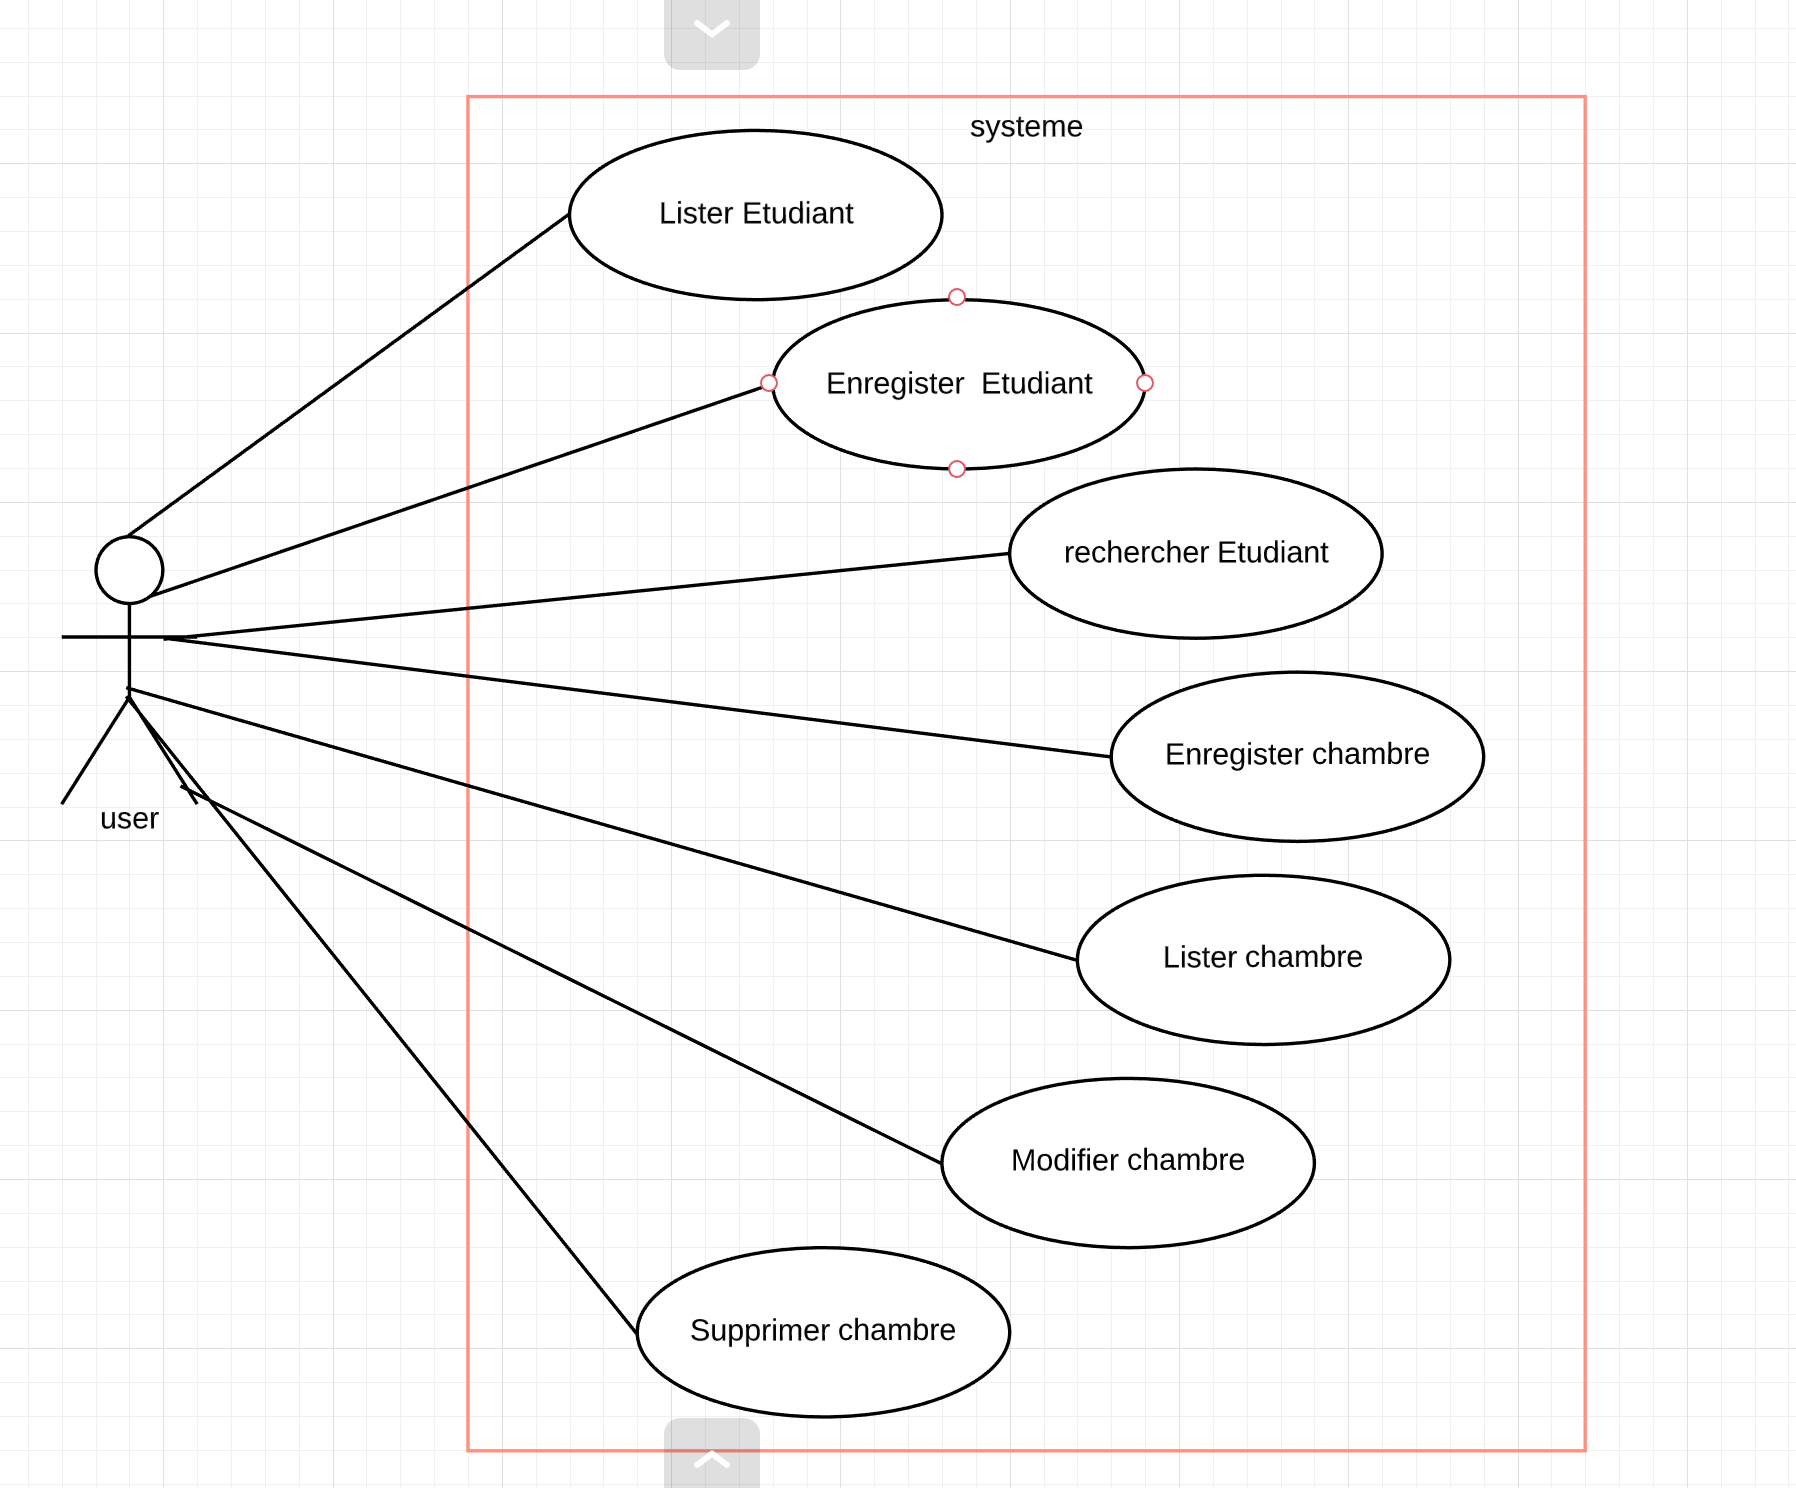 systeme
Lister Etudiant
Enregister  Etudiant
rechercher Etudiant
Enregister chambre
user
Lister chambre
Modifier chambre
Supprimer chambre